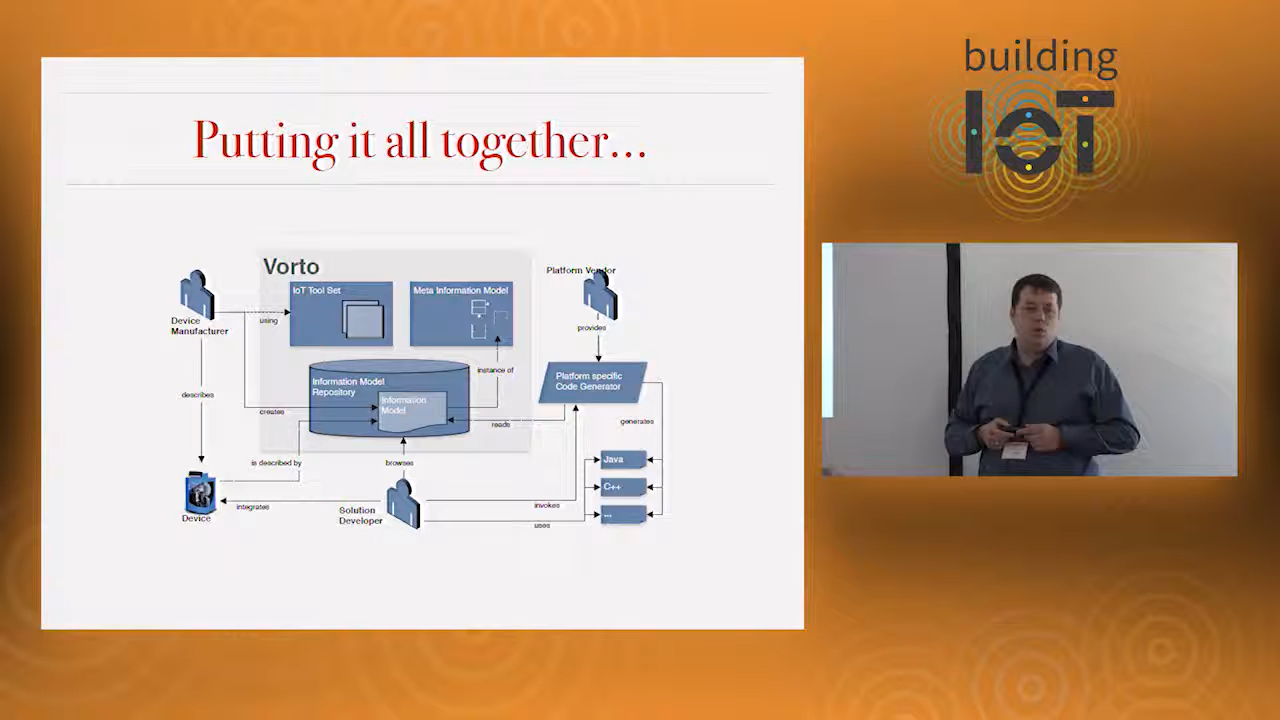 building
IoT
Putting it all together...
Vorto
Platform Vendor
IoT Tool Set
Meta Information Model
Device
Manufacturer
using
provides
instance of
Platform specific
Code Generator
Information Model
Repository
Information
Model
describes
creates
reads
generates
is described by
browses
Java
C++
...
Device
integrates
Solution
Developer
invokes
uses